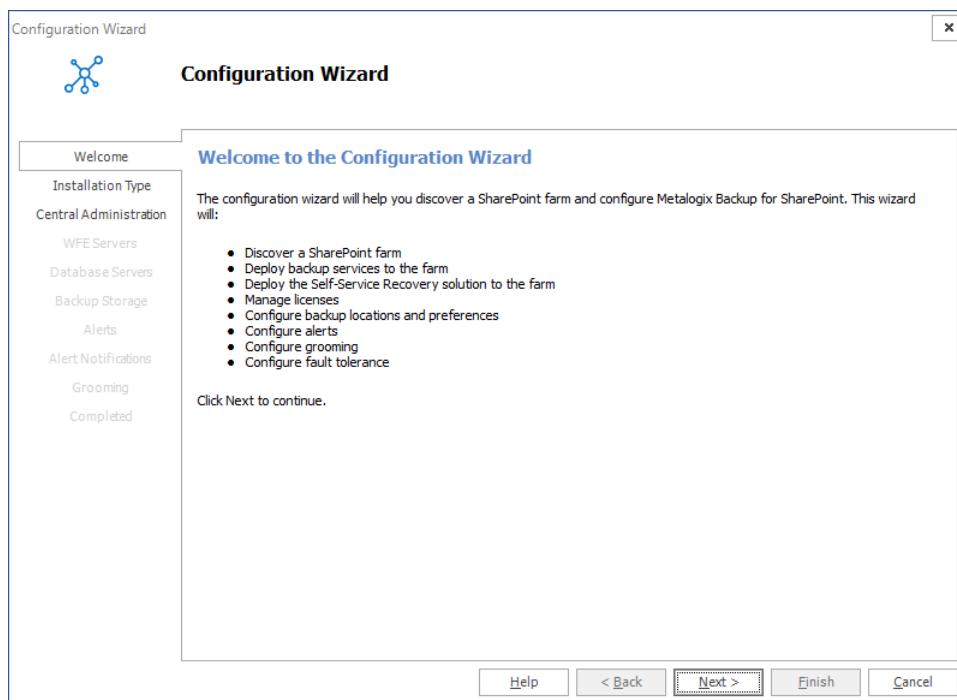 Configuration Wizard
Configuration Wizard
Welcome
Installation Type
Central Administration
WFE Servers
Database Servers
Backup Storage
Alerts
Alert Notifications
Grooming
Completed
Welcome to the Configuration Wizard
The configuration wizard will help you discover a SharePoint farm and configure Metalogix Backup for SharePoint. This wizard
will:
● Discover a SharePoint farm
● Deploy backup services to the farm
● Deploy the Self-Service Recovery solution to the farm
● Manage licenses
● Configure backup locations and preferences
● Configure alerts
● Configure grooming
● Configure fault tolerance
Click Next to continue.
Help
< Back
Next >
Finish
Cancel